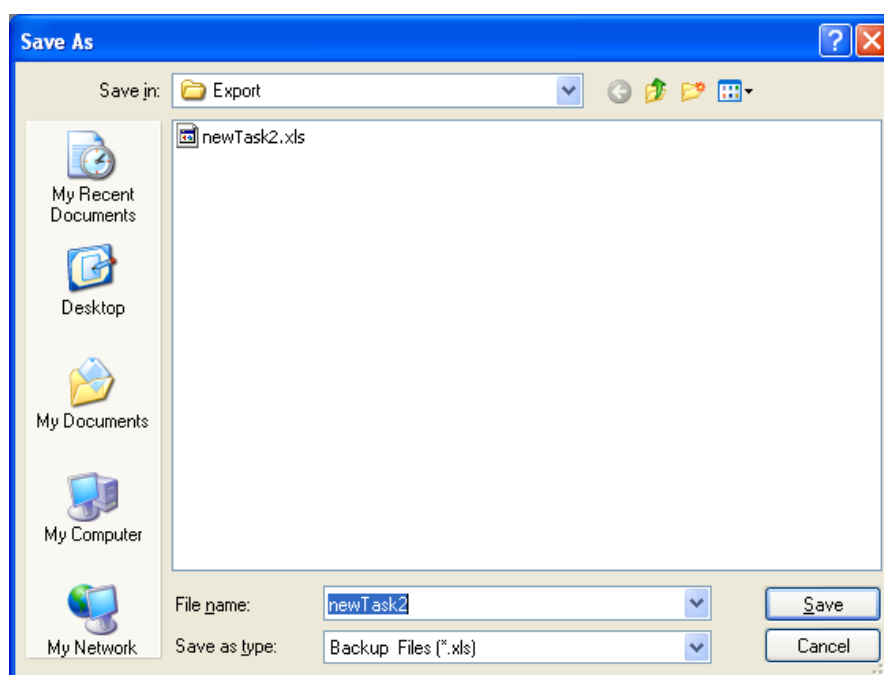 Save As
Save in:
Export
newTask2.xls
My Recent
Documents
Desktop
My Documents
My Computer
My Network
File name:
newTask2
Save
Save as type:
Backup Files (*.xls)
Cancel